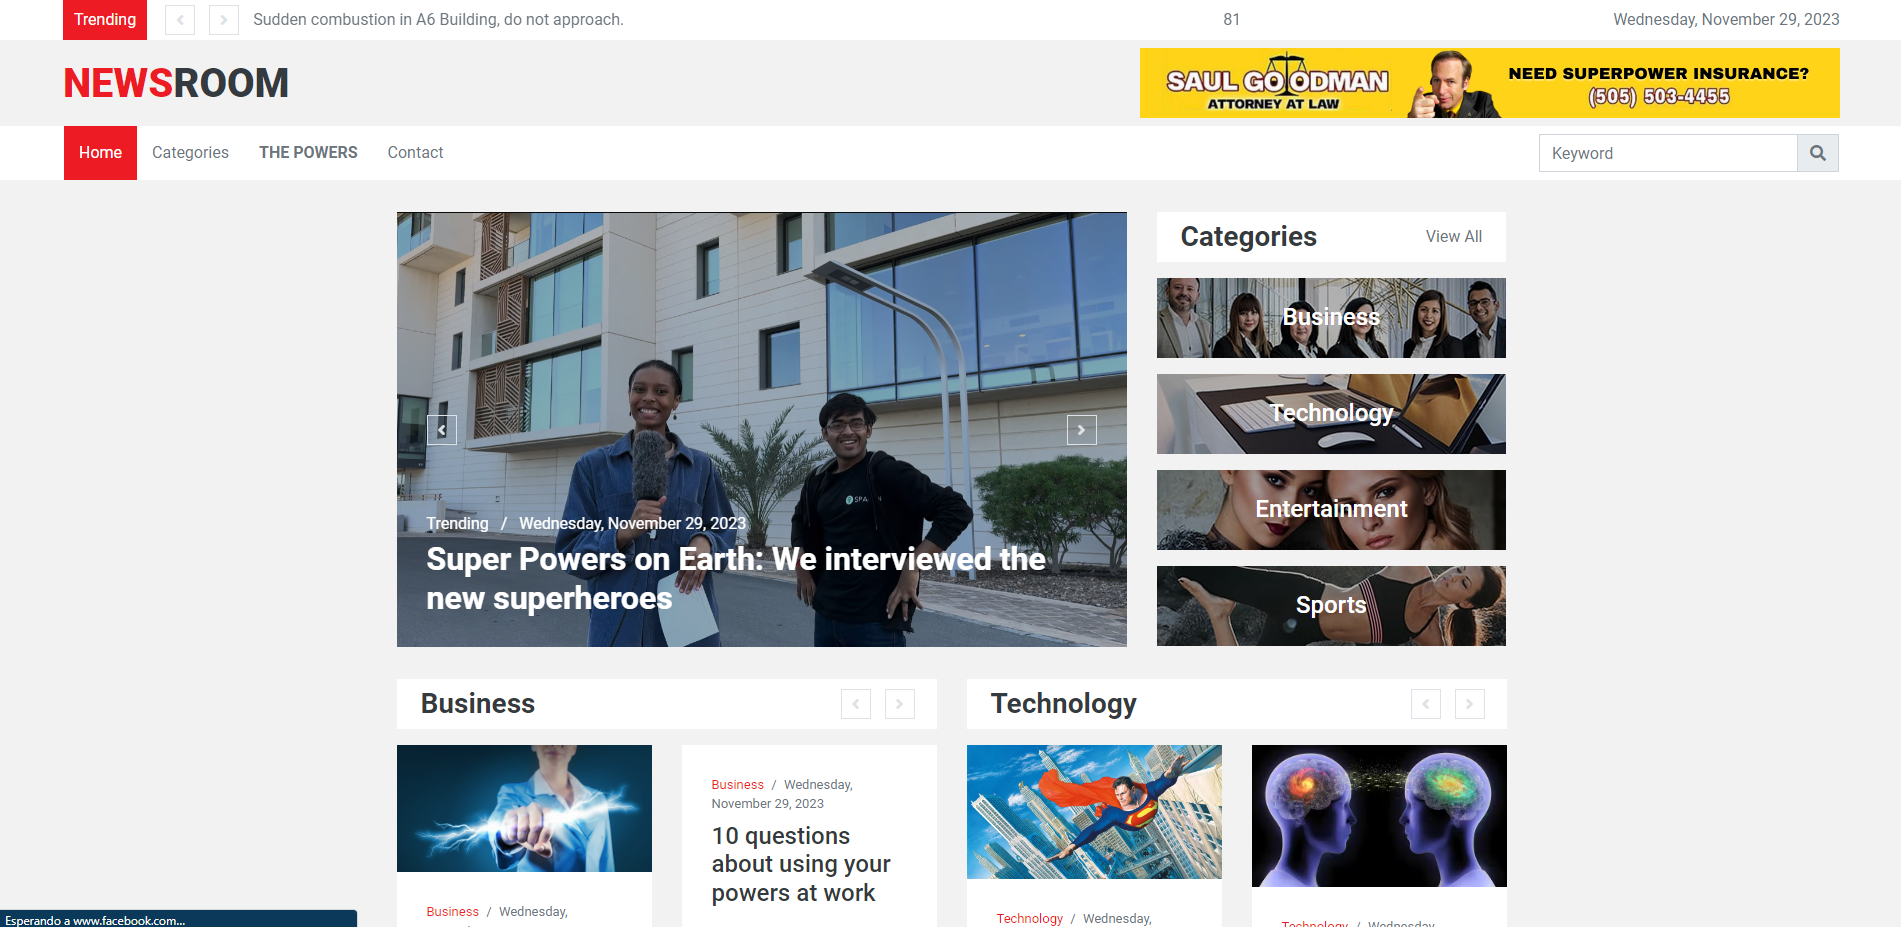 Trending
Sudden combustion in A6 Building, do not approach.
81
Wednesday, November 29, 2023
NEWSROOM
SAUL GOODMAN
ATTORNEY AT LAW
NEED SUPERPOWER INSURANCE?
(505) 503-4455
Home
Categories
THE POWERS
Contact
Keyword
Trending / Wednesday, November 29, 2023
Super Powers on Earth: We interviewed the
new superheroes
Categories
View All
Business
Technology
Entertainment
Sports
Business
Technology
Business / Wednesday,
Business / Wednesday,
November 29, 2023
10 questions
about using your
powers at work
Technology / Wednesday,
Technology / Wednesday,
Esperando a www.facebook.com...